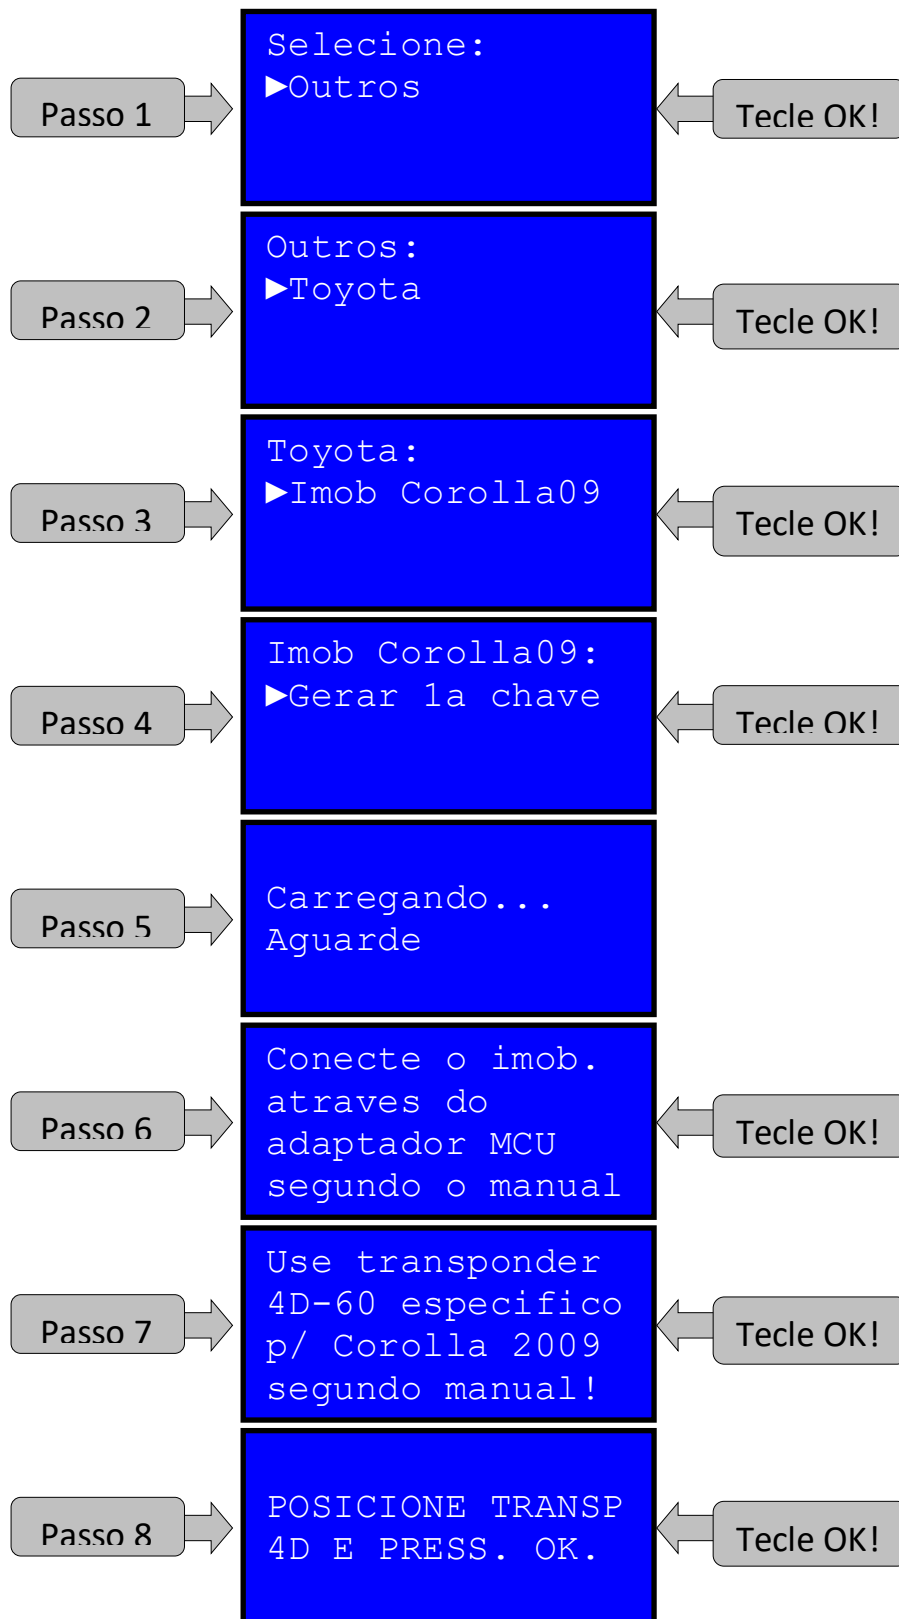 Selecione:
►Outros
Passo 1
Tecle OK!
Outros:
►Toyota
Passo 2
Tecle OK!
Toyota:
►Imob Corolla09
Passo 3
Tecle OK!
Imob Corolla09:
►Gerar 1a chave
Passo 4
Tecle OK!
Carregando...
Aguarde
Passo 5
Conecte o imob.
atraves do
adaptador MCU
segundo o manual
Passo 6
Tecle OK!
Use transponder
4D-60 especifico
p/ Corolla 2009
segundo manual!
Passo 7
Tecle OK!
POSICIONE TRANSP
4D E PRESS. OK.
Passo 8
Tecle OK!